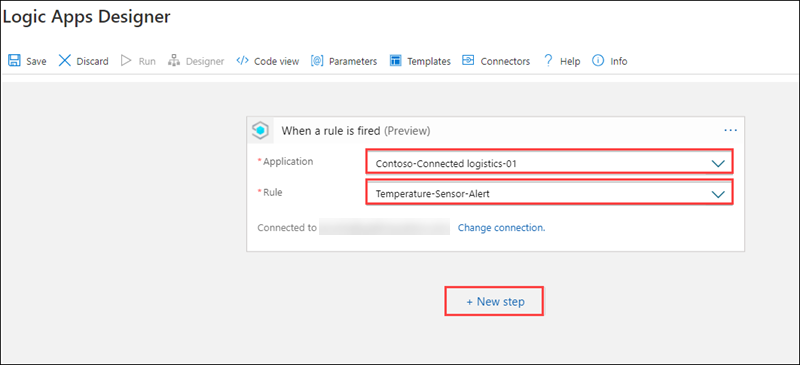 Logic Apps Designer
Save Discard Run Designer Code view Parameters Templates Connectors Help Info
When a rule is fired (Preview)
*Application Contoso-Connected logistics-01
*Rule Temperature-Sensor-Alert
Connected to Change connection.
+ New step